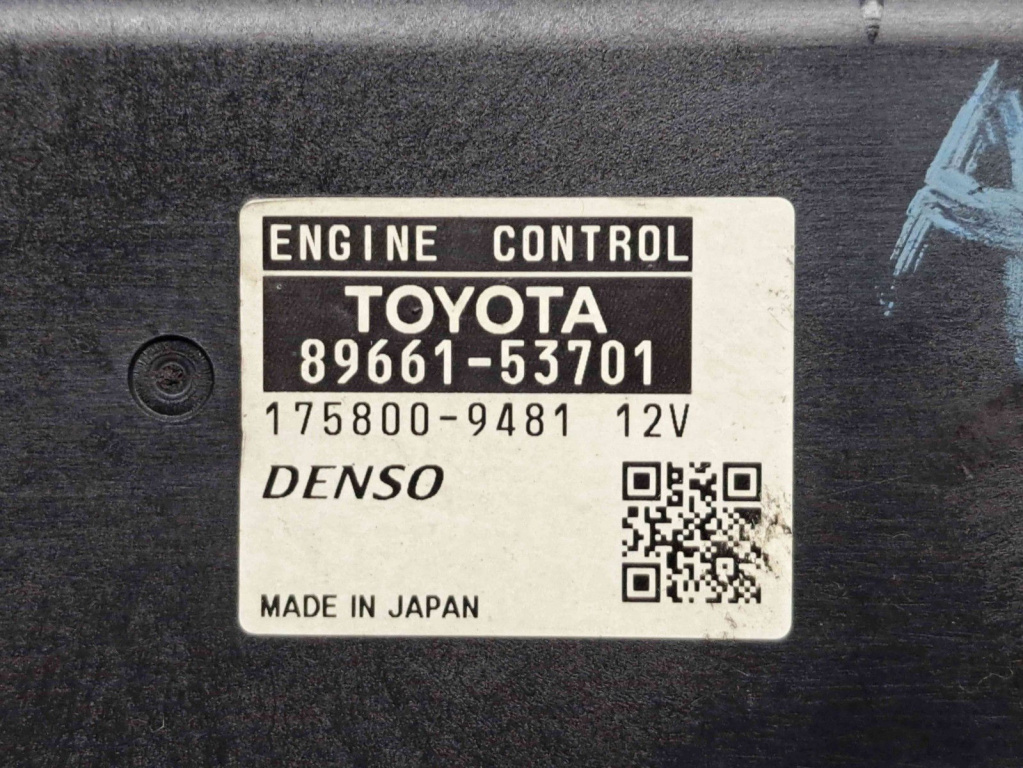 ENGINE CONTROL
TOYOTA
89661-53701
175800-9481 12V
DENSO
MADE IN JAPAN